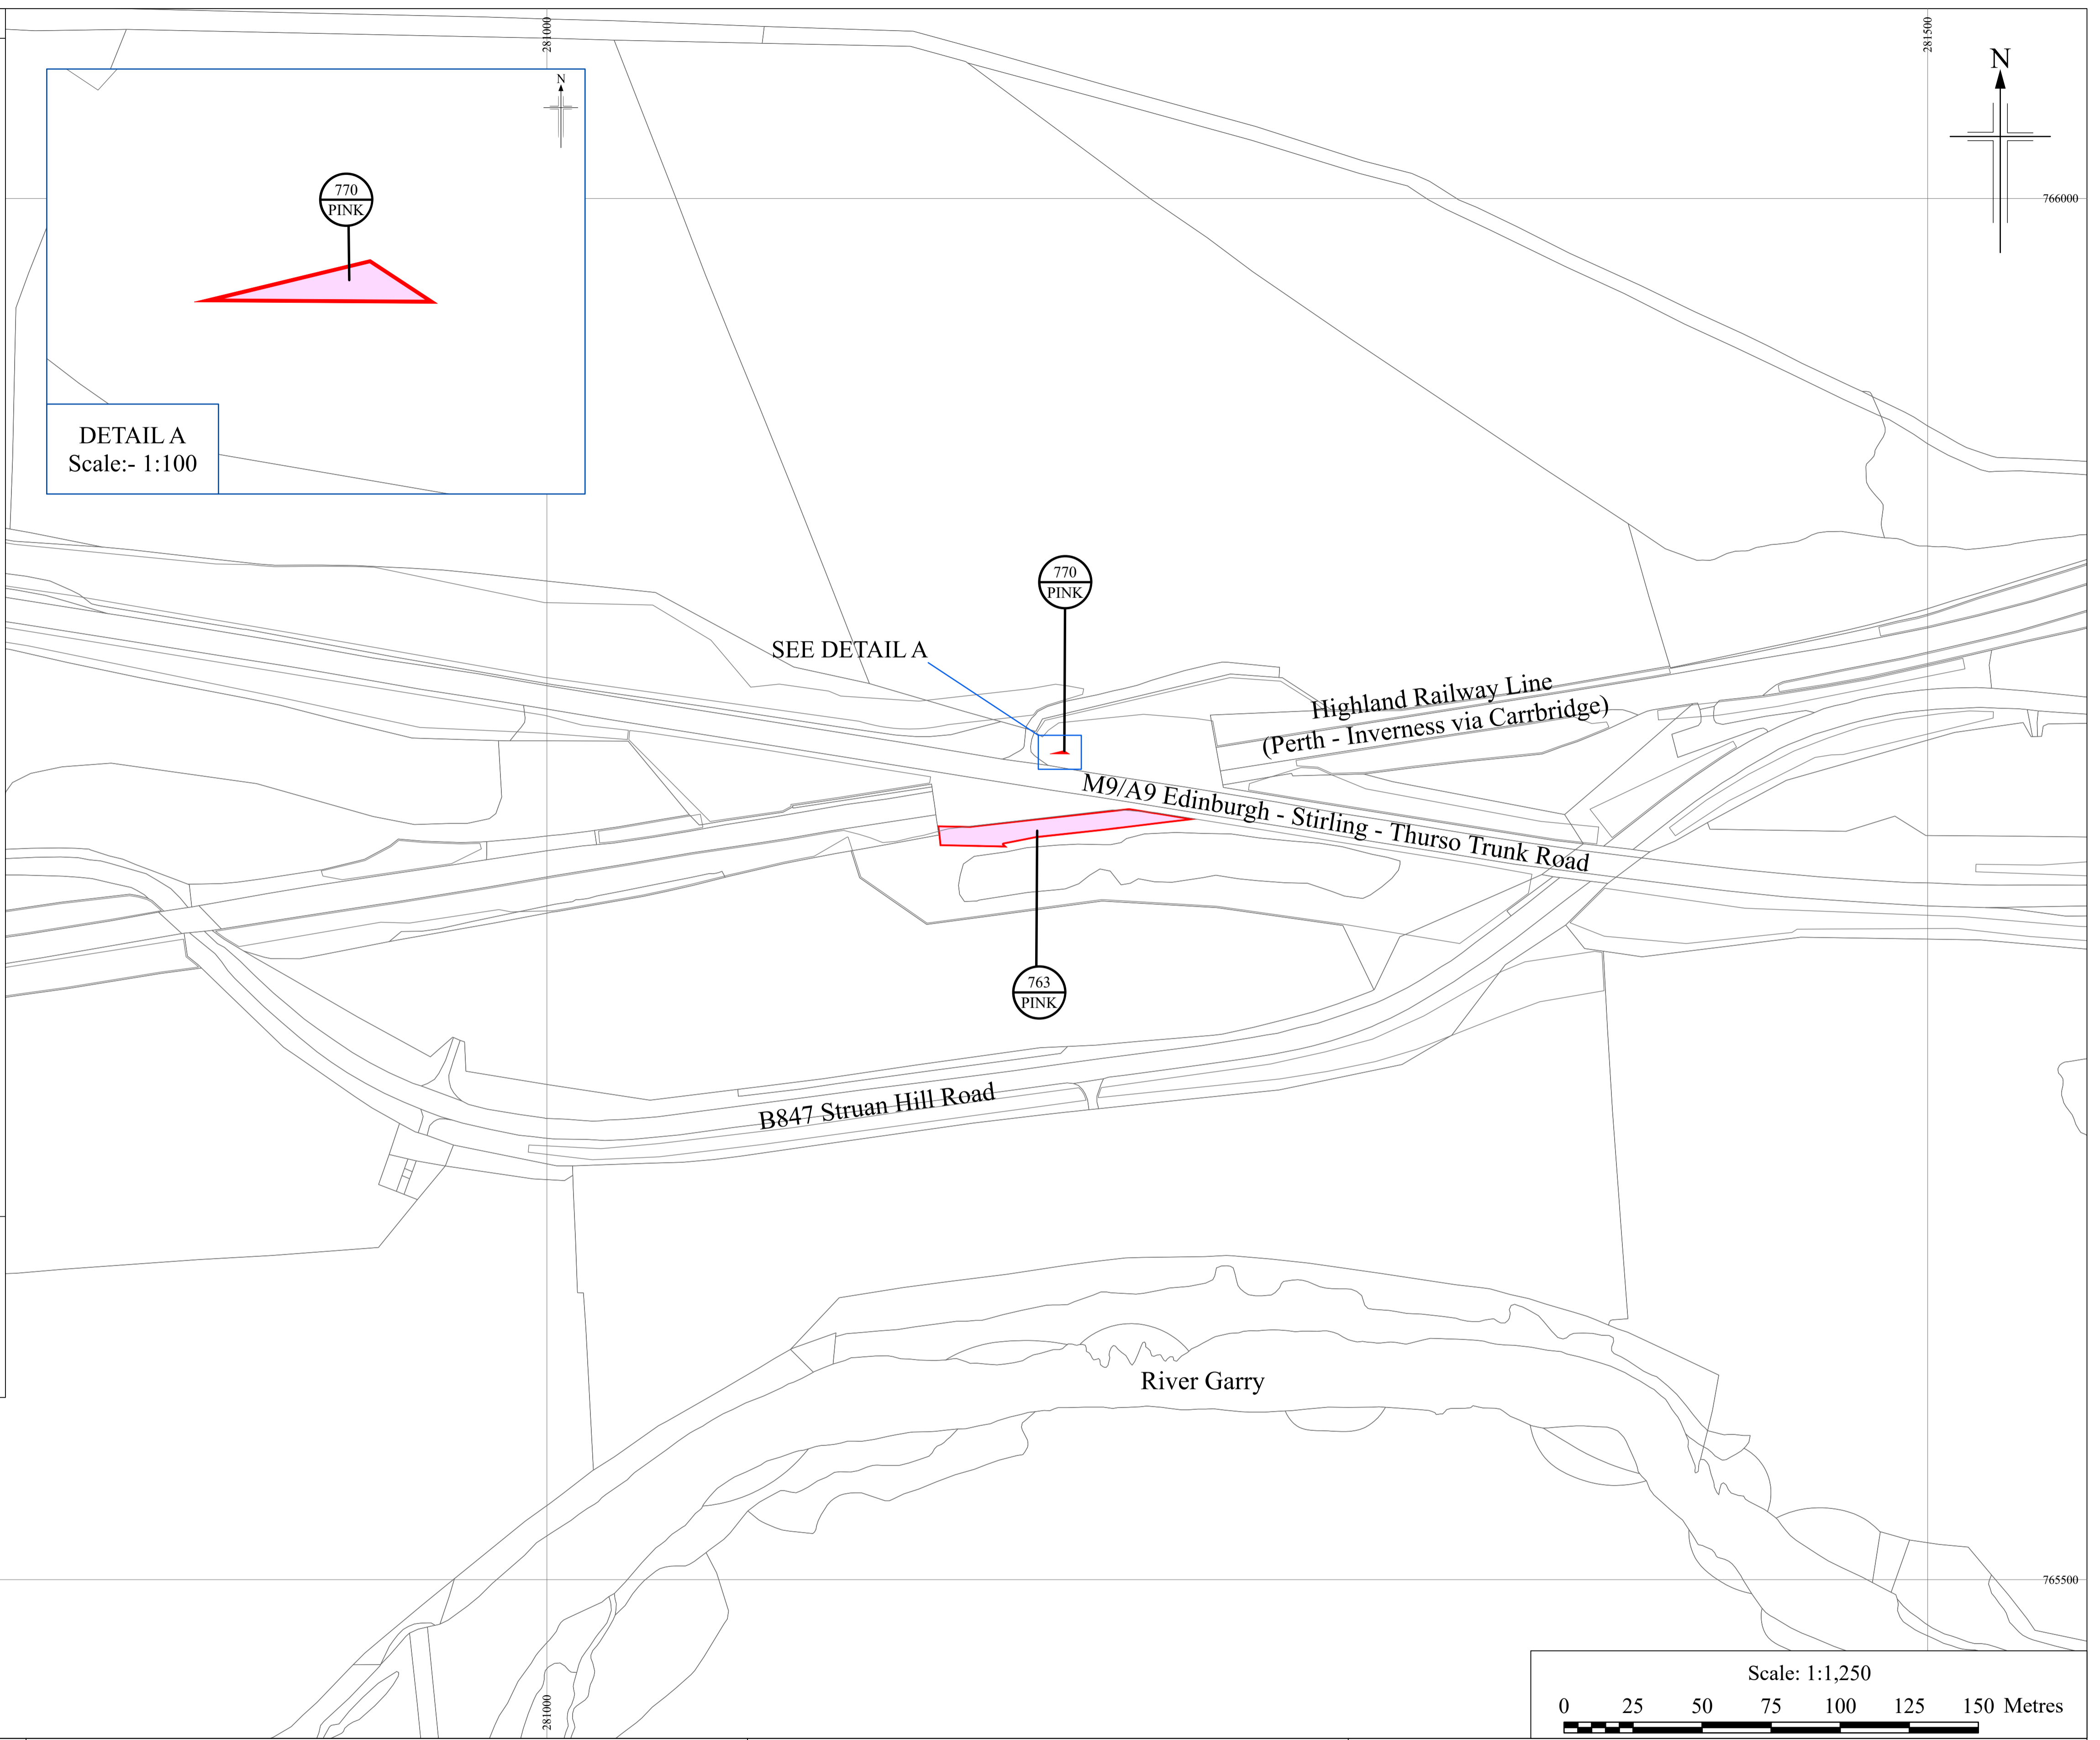 281000
281500
N
N
766000
770
PINK
DETAIL A
Scale:- 1:100
770
PINK
SEE DETAIL A
Highland Railway Line
(Perth - Inverness via Carrbridge)
M9/A9 Edinburgh - Stirling - Thurso Trunk Road
763
PINK
B847 Struan Hill Road
River Garry
765500
281000
Scale: 1:1,250
0 25 50 75 100 125 150 Metres